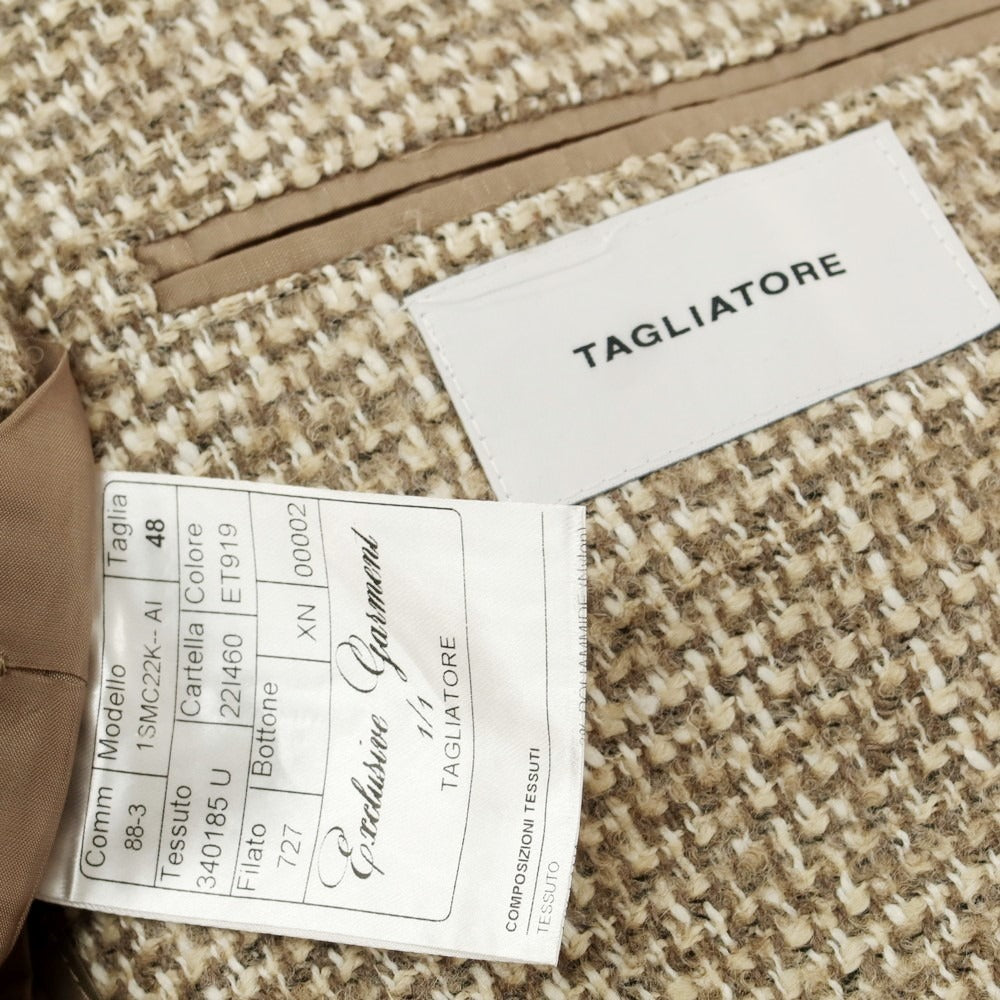 TAGLIATORE
Comm Modello Taglia
88-3 1SMC22K-- AI 48
Tessuto Cartella Colore
340185 U 22I460 ET919
Filato Bottone
727 XN 00002
Exclusive Garment
1/1
TAGLIATORE
COMPOSIZIONI TESSUTI
TESSUTO